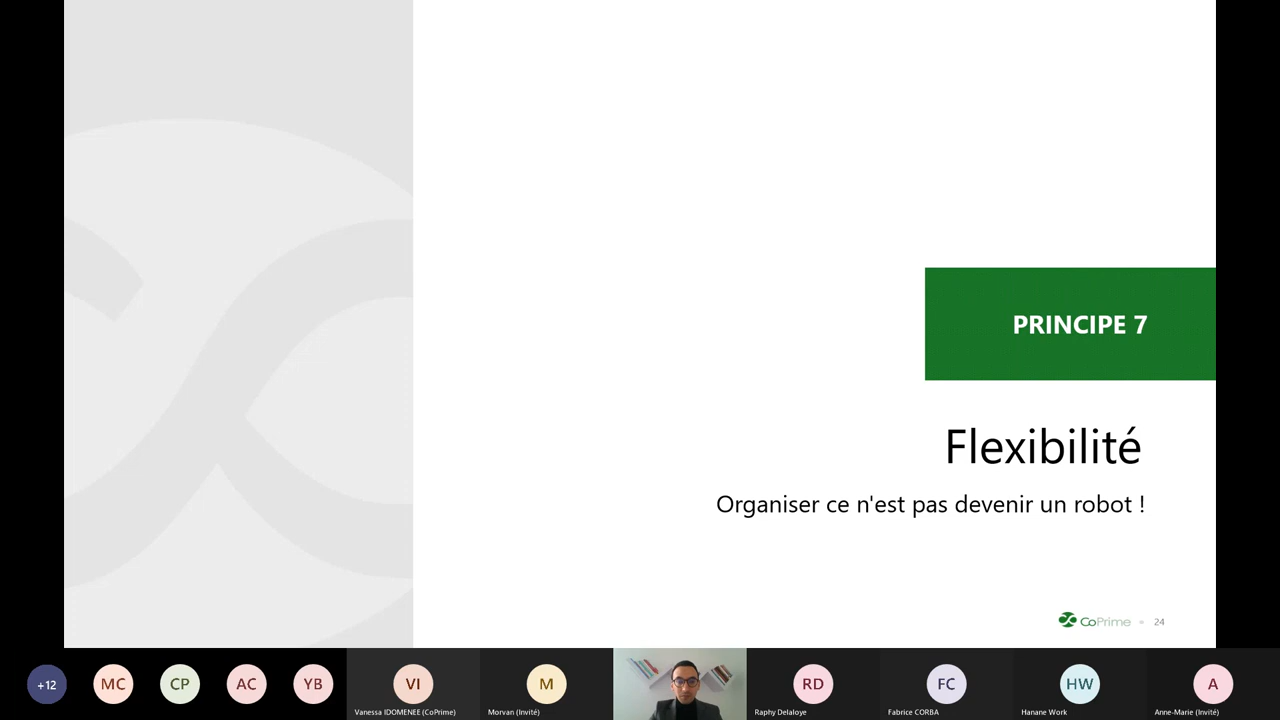 PRINCIPE 7
Flexibilité
Organiser ce n'est pas devenir un robot !
CoPrime 24
+12 MC CP AC YB VI M RD FC HW A
Vanessa IDOMENEE (CoPrime) Morvan (Invité) Raphy Delaloye Fabrice CORBA Hanane Work Anne-Marie (Invité)